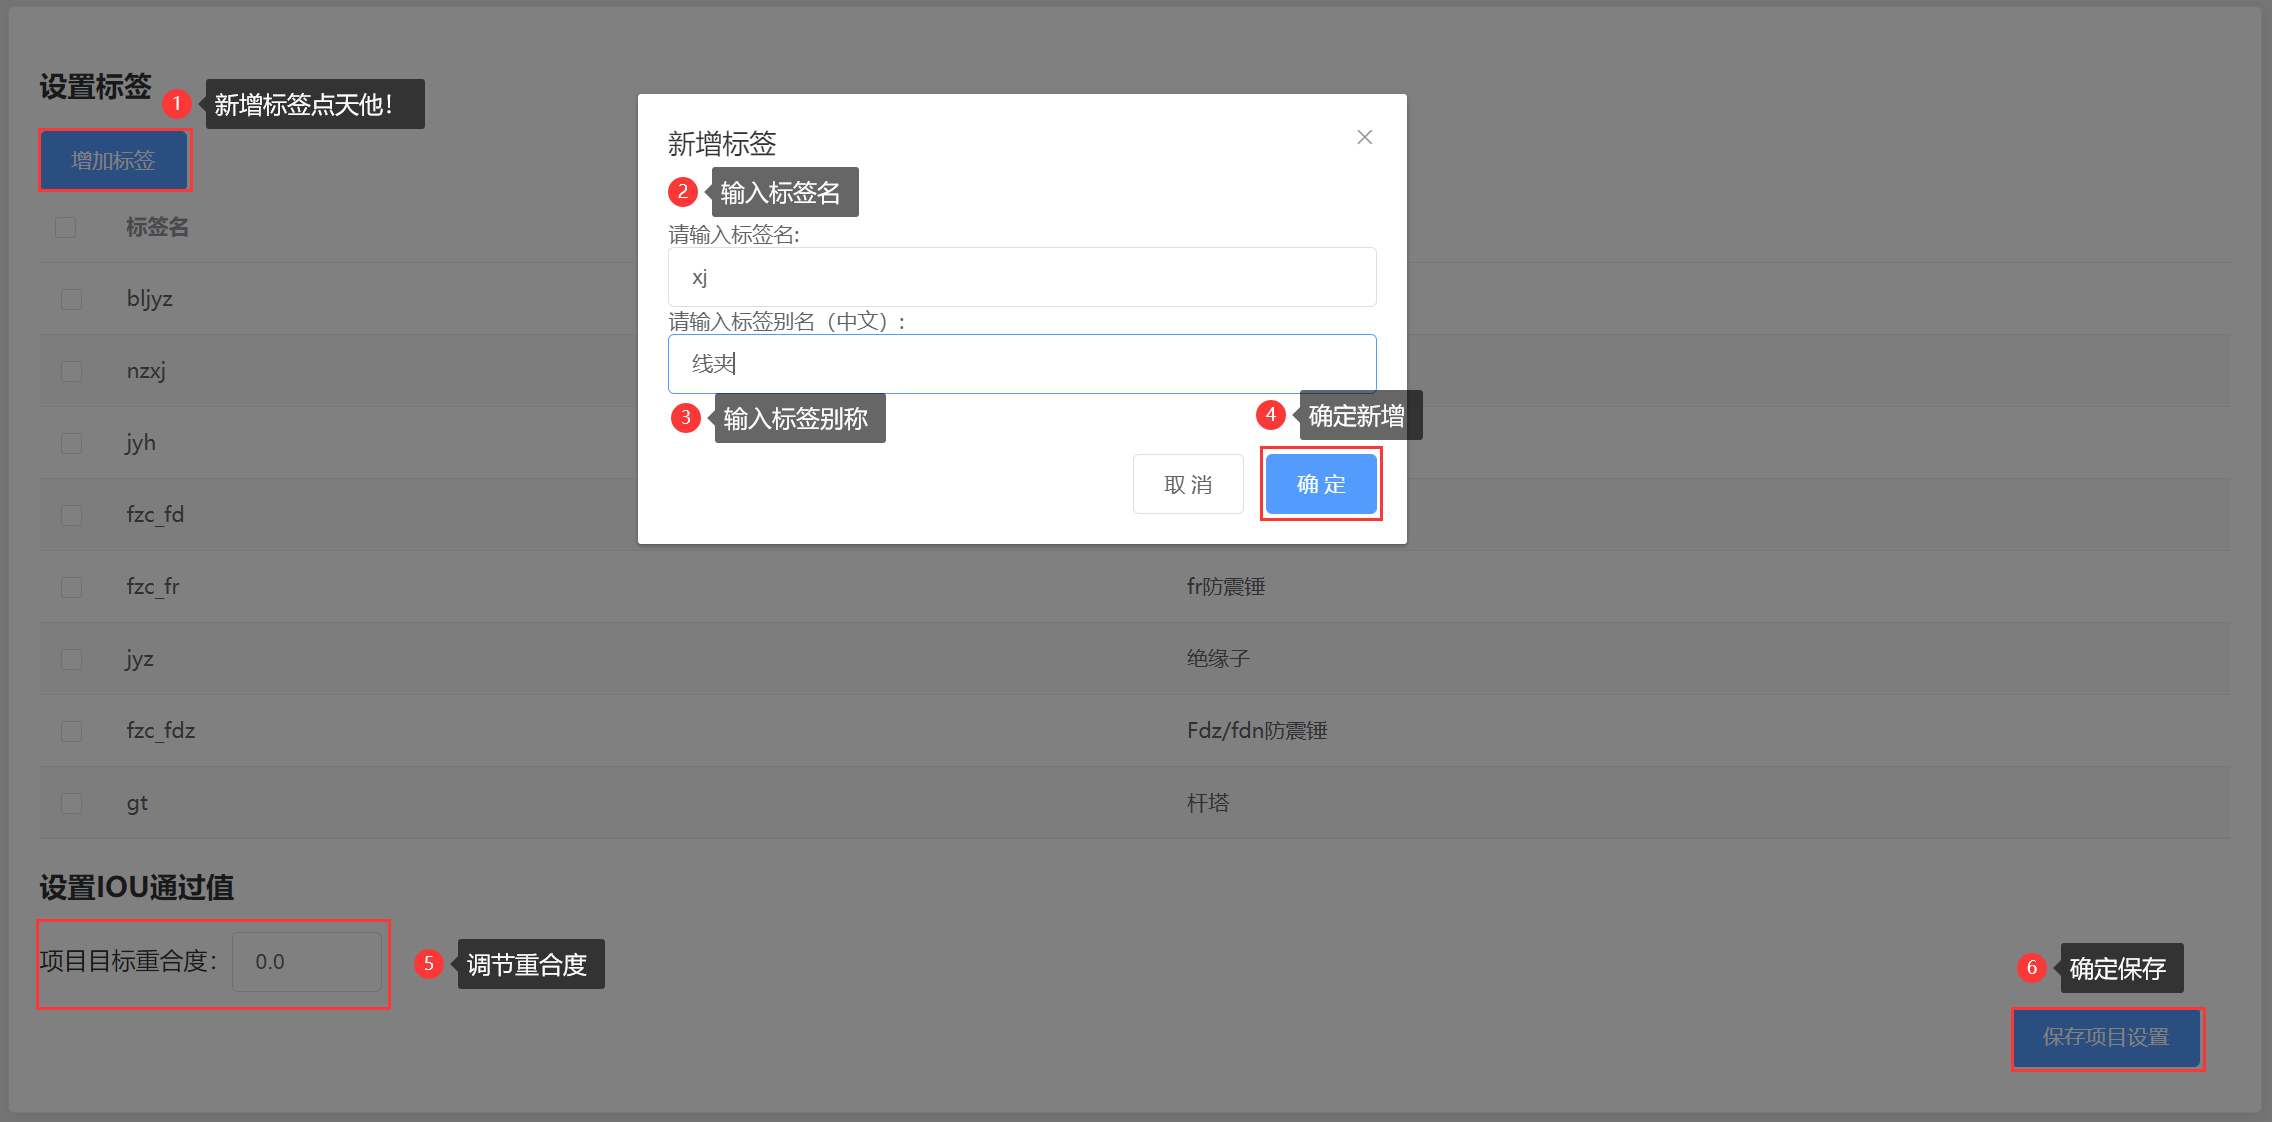 设置标签
1 新增标签点天他!
增加标签
标签名
bljyz
nzxj
jyh
fzc_fd
fzc_fr fr防震锤
jyz 绝缘子
fzc_fdz Fdz/fdn防震锤
gt 杆塔
新增标签
2 输入标签名
请输入标签名:
xj
请输入标签别名（中文）:
线夹
3 输入标签别称
4 确定新增
取 消 确 定
设置IOU通过值
项目目标重合度: 0.0
5 调节重合度
6 确定保存
保存项目设置